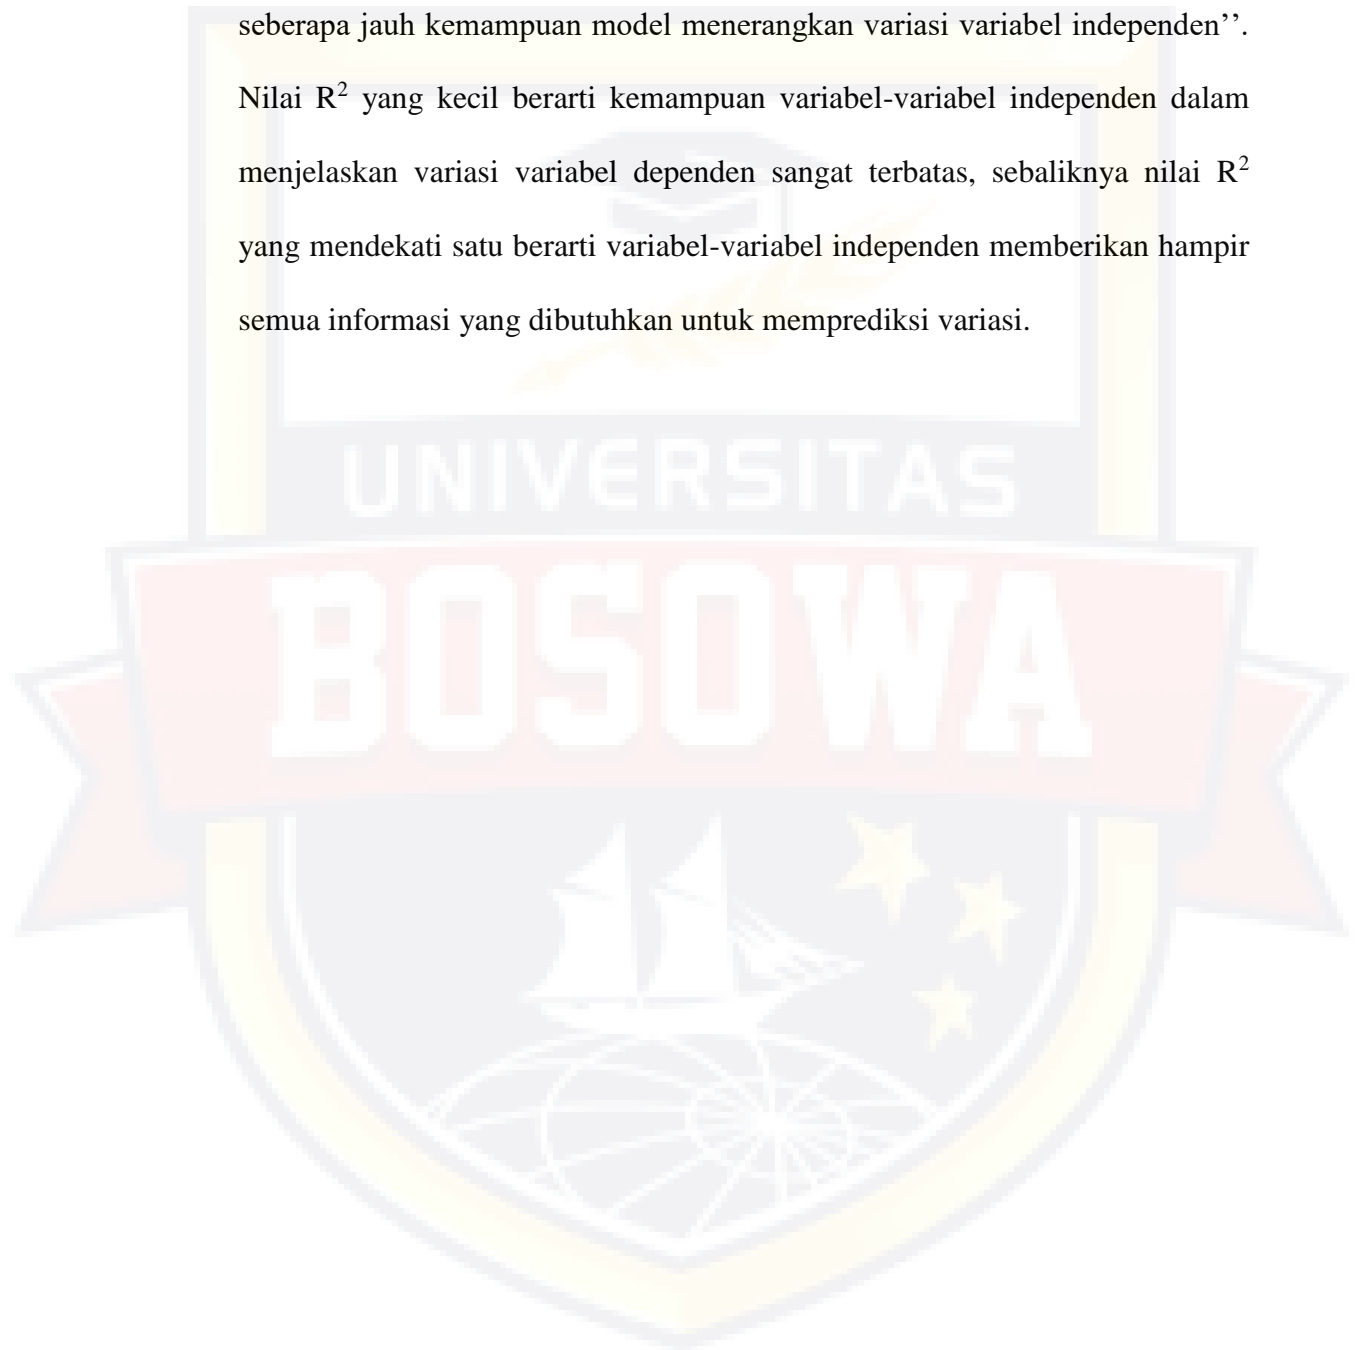 seberapa jauh kemampuan model menerangkan variasi variabel independen’’.
Nilai R² yang kecil berarti kemampuan variabel-variabel independen dalam
menjelaskan variasi variabel dependen sangat terbatas, sebaliknya nilai R²
yang mendekati satu berarti variabel-variabel independen memberikan hampir
semua informasi yang dibutuhkan untuk memprediksi variasi.
UNIVERSITAS
BOSOWA